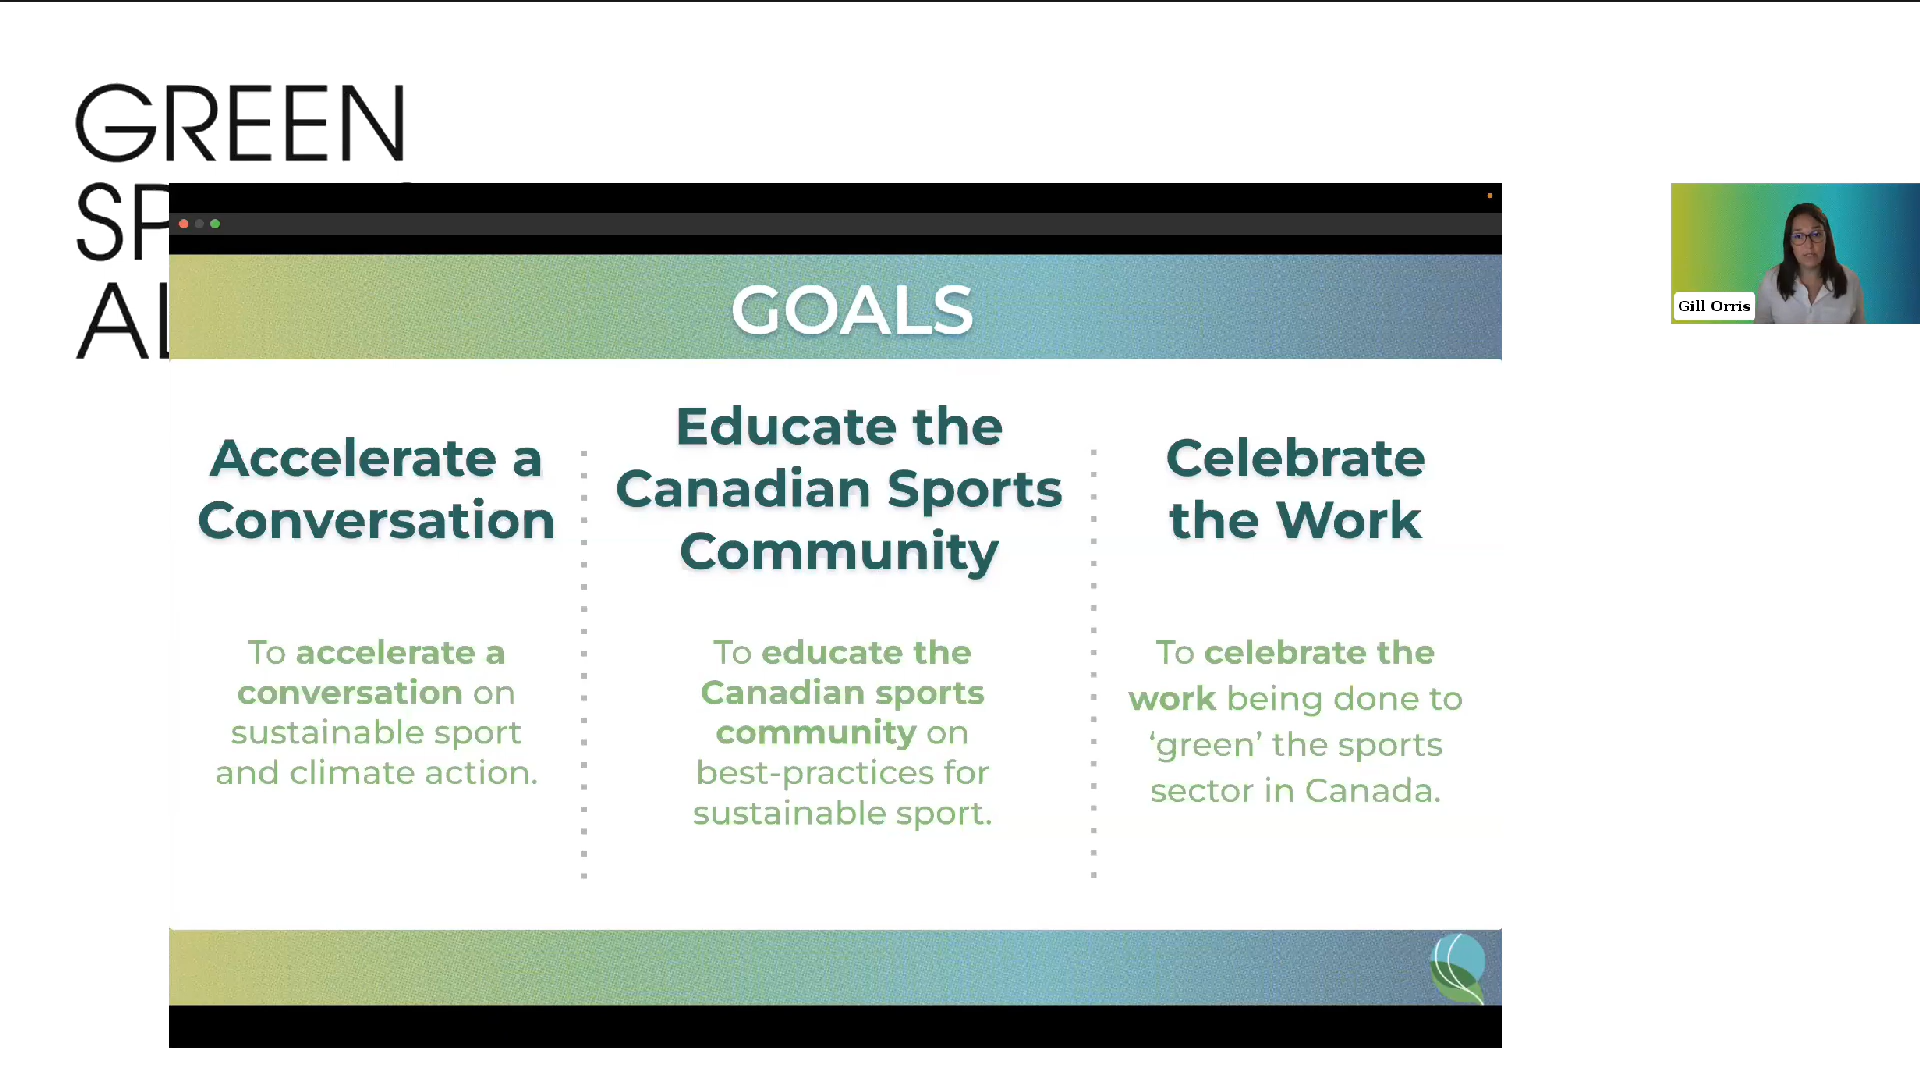 GREEN
SP
AL
GOALS
Accelerate a
Conversation
To accelerate a
conversation on
sustainable sport
and climate action.
Educate the
Canadian Sports
Community
To educate the
Canadian sports
community on
best-practices for
sustainable sport.
Celebrate
the Work
To celebrate the
work being done to
‘green’ the sports
sector in Canada.
Gill Orris